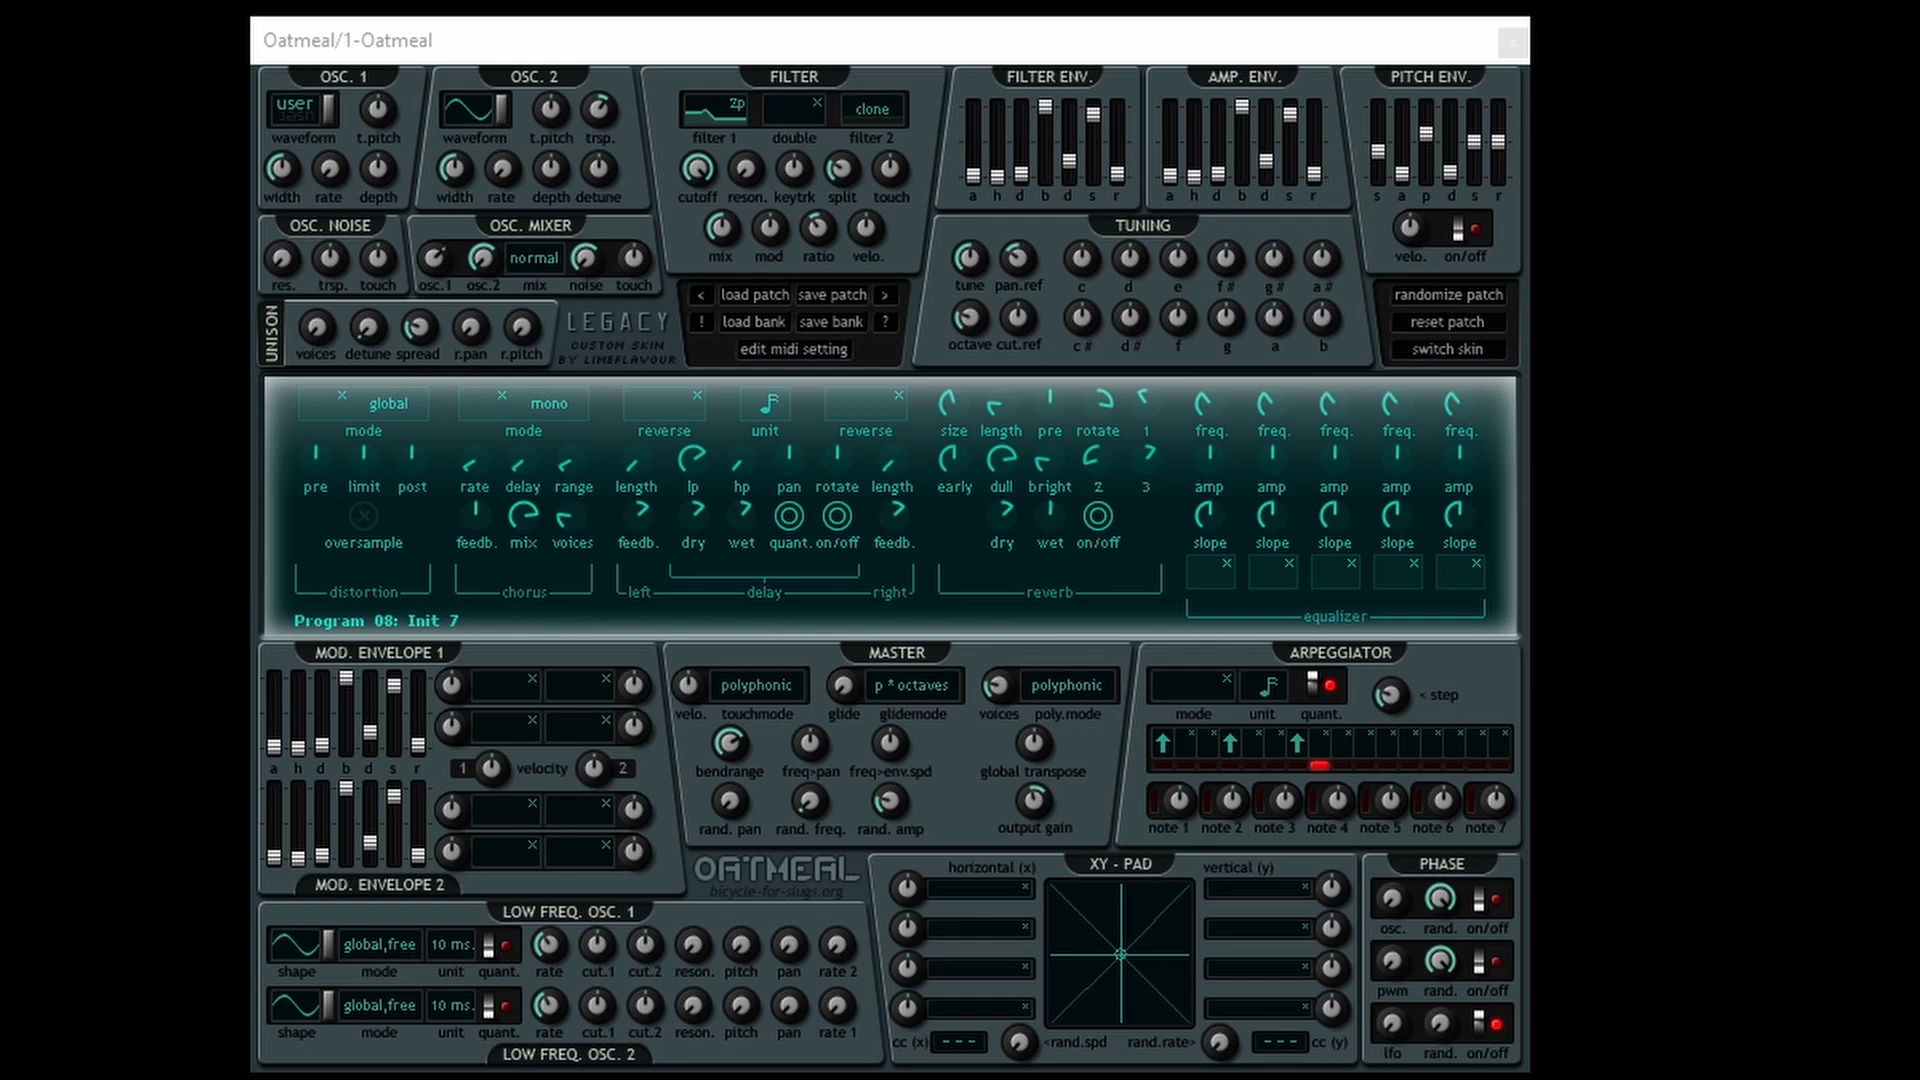 Oatmeal/1-Oatmeal
OSC. 1
OSC. 2
FILTER
FILTER ENV.
AMP. ENV.
PITCH ENV.
user
2p
clone
waveform t.pitch
waveform t.pitch trsp.
filter 1 double filter 2
width rate depth
width rate depth detune
cutoff reson. keytrk split touch
a h d b d s r
a h d b d s r
s a p d s r
OSC. NOISE
OSC. MIXER
TUNING
normal
mix mod ratio velo.
velo. on/off
res. trsp. touch
osc.1 osc.2 mix noise touch
tune pan.ref c d e f# g# a#
< load patch save patch >
randomize patch
UNISON
LEGACY
! load bank save bank ?
reset patch
CUSTOM SKIN
octave cut.ref c# d# f g a b
voices detune spread r.pan r.pitch
BY LIMEFLAVOUR
edit midi setting
switch skin
global
mono
mode mode reverse unit reverse size length pre rotate 1 freq. freq. freq. freq. freq.
pre limit post rate delay range length lp hp pan rotate length early dull bright 2 3 amp amp amp amp amp
oversample feedb. mix voices feedb. dry wet quant. on/off feedb. dry wet on/off slope slope slope slope slope
distortion chorus left delay right reverb
equalizer
Program 08: Init 7
MOD. ENVELOPE 1
MASTER
ARPEGGIATOR
polyphonic p * octaves polyphonic
< step
velo. touchmode glide glidemode voices poly.mode
mode unit quant.
a h d b d s r
1 velocity 2
bendrange freq>pan freq>env.spd global transpose
rand. pan rand. freq. rand. amp output gain
note 1 note 2 note 3 note 4 note 5 note 6 note 7
MOD. ENVELOPE 2
OATMEAL
bicycle-for-slugs.org
horizontal (x)
XY - PAD
vertical (y)
PHASE
LOW FREQ. OSC. 1
osc. rand. on/off
global,free 10 ms.
shape mode unit quant. rate cut.1 cut.2 reson. pitch pan rate 2
pwm rand. on/off
global,free 10 ms.
shape mode unit quant. rate cut.1 cut.2 reson. pitch pan rate 1
cc (x) --- <rand.spd rand.rate> --- cc (y)
lfo rand. on/off
LOW FREQ. OSC. 2